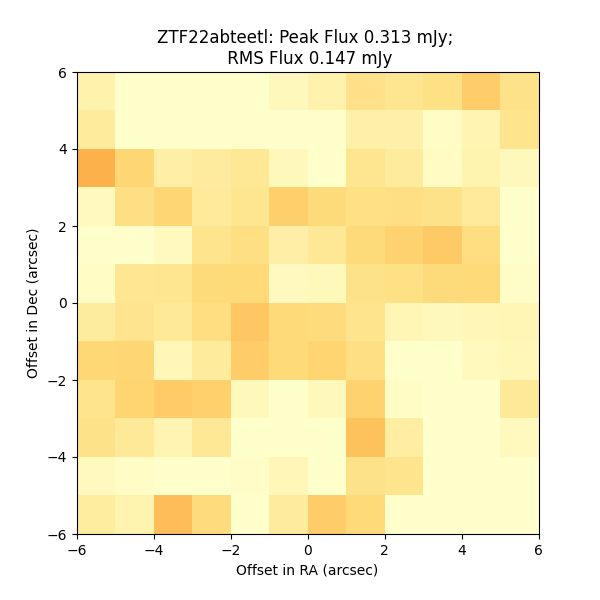 ZTF22abteetl: Peak Flux 0.313 mJy;
RMS Flux 0.147 mJy
6
4
2
0
−2
−4
−6
Offset in Dec (arcsec)
−6 −4 −2 0 2 4 6
Offset in RA (arcsec)